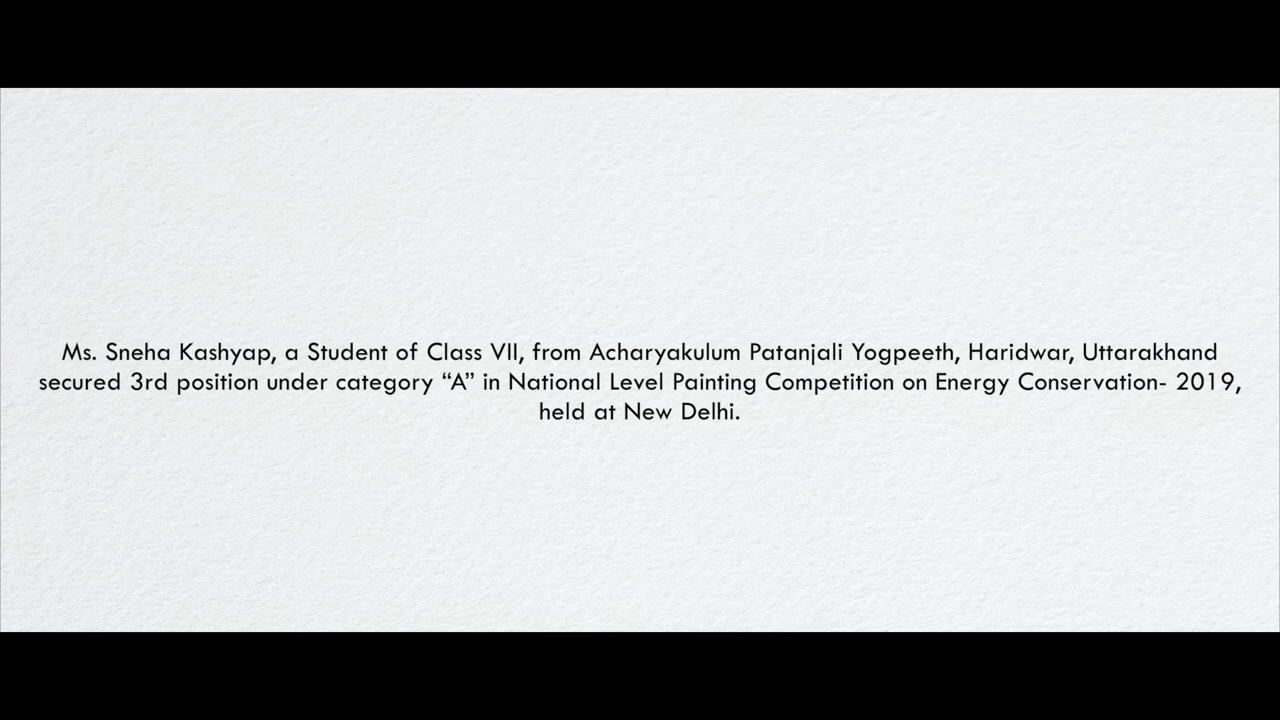 Ms. Sneha Kashyap, a Student of Class VII, from Acharyakulum Patanjali Yogpeeth, Haridwar, Uttarakhand
secured 3rd position under category “A” in National Level Painting Competition on Energy Conservation- 2019,
held at New Delhi.